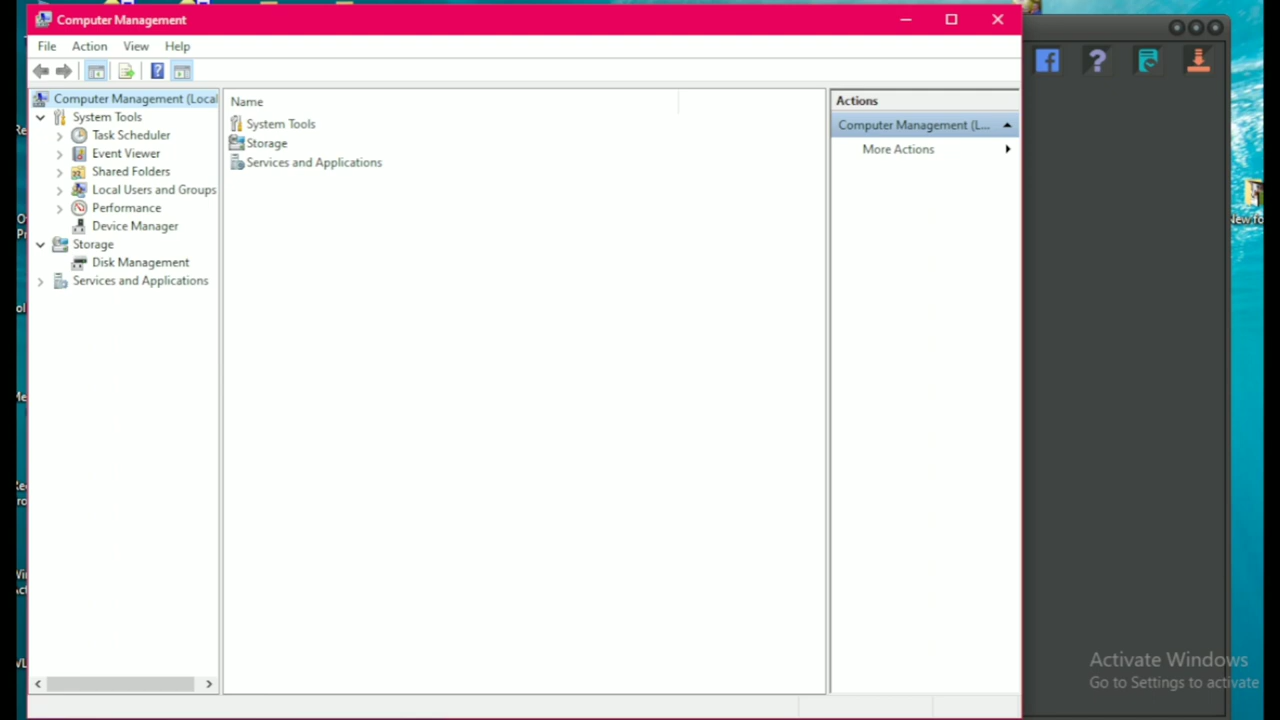 Computer Management
File Action View Help
Computer Management (Local
System Tools
Task Scheduler
Event Viewer
Shared Folders
Local Users and Groups
Performance
Device Manager
Storage
Disk Management
Services and Applications
Name
System Tools
Storage
Services and Applications
Actions
Computer Management (L...
More Actions
New fo
Activate Windows
Go to Settings to activate